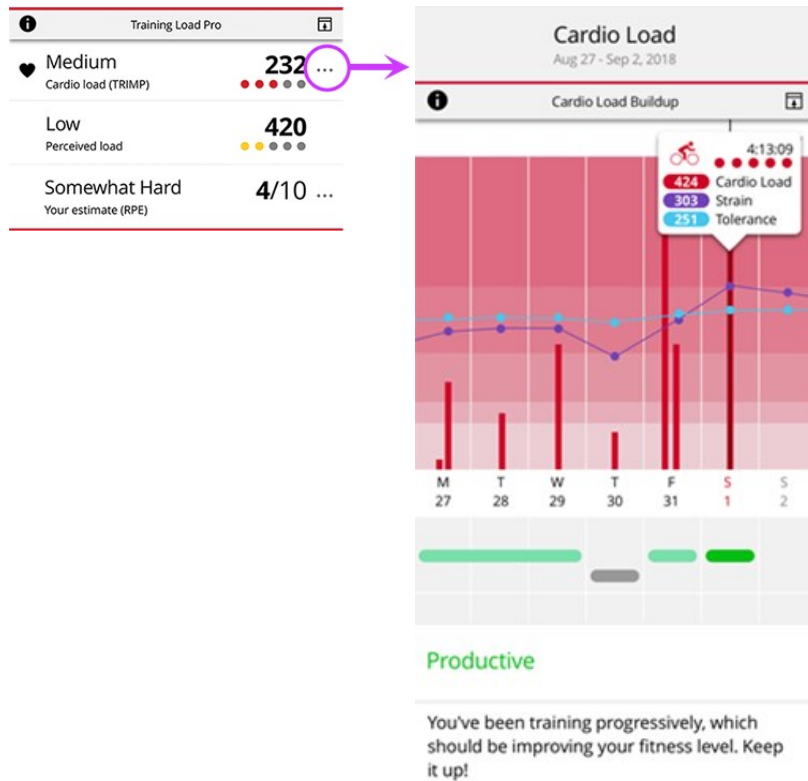 Training Load Pro
Medium
232 ...
Cardio load (TRIMP)
Low
420
Perceived load
Somewhat Hard
4/10 ...
Your estimate (RPE)
Cardio Load
Aug 27 - Sep 2, 2018
Cardio Load Buildup
4:13:09
424 Cardio Load
303 Strain
251 Tolerance
M T W T F S S
27 28 29 30 31 1 2
Productive
You've been training progressively, which
should be improving your fitness level. Keep
it up!